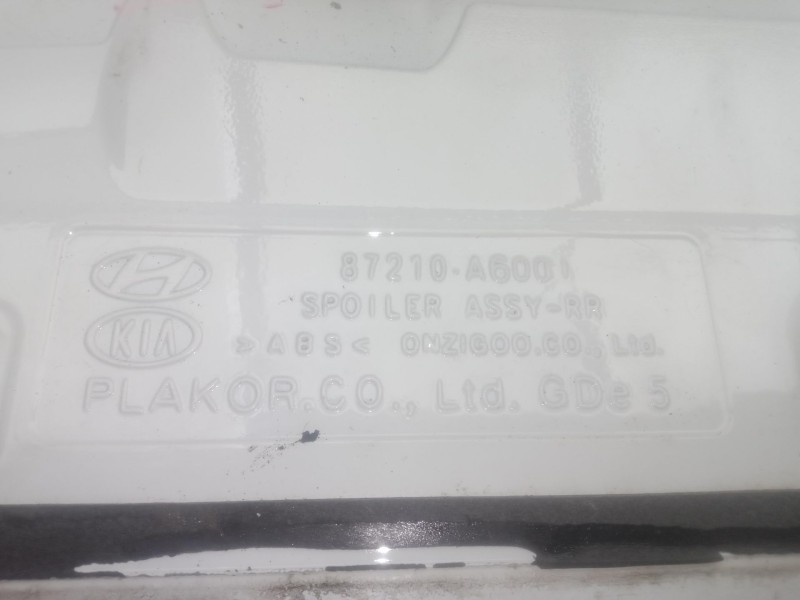 87210-A6001
SPOILER ASSY-RR
KIA
>ABS< ONZIGOO.CO., Ltd.
PLAKOR.CO., Ltd. GDe 5